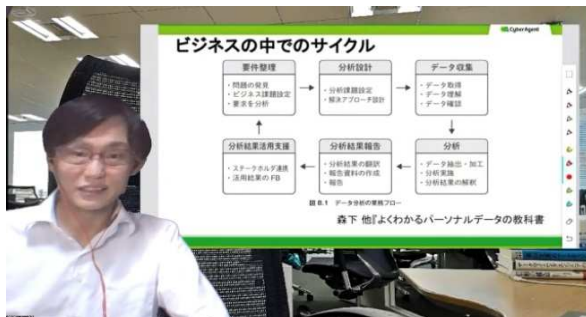 CyberAgent
ビジネスの中でのサイクル
要件整理
・問題の発見
・ビジネス課題設定
・要求を分析
分析設計
・分析課題設定
・解決アプローチ設計
データ収集
・データ取得
・データ理解
・データ確認
分析結果活用支援
・ステークホルダ連携
・活用結果の FB
分析結果報告
・分析結果の翻訳
・報告資料の作成
・報告
分析
・データ抽出・加工
・分析実施
・分析結果の解釈
図 B.1 データ分析の業務フロー
森下 他『よくわかるパーソナルデータの教科書